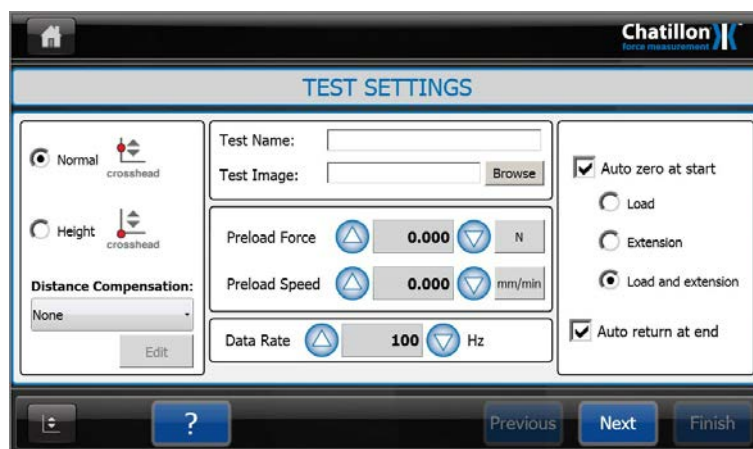 Chatillon
force measurement
TEST SETTINGS
Normal
crosshead
Height
crosshead
Distance Compensation:
None
Edit
Test Name:
Test Image:
Browse
Preload Force
0.000
N
Preload Speed
0.000
mm/min
Data Rate
100
Hz
Auto zero at start
Load
Extension
Load and extension
Auto return at end
?
Previous
Next
Finish